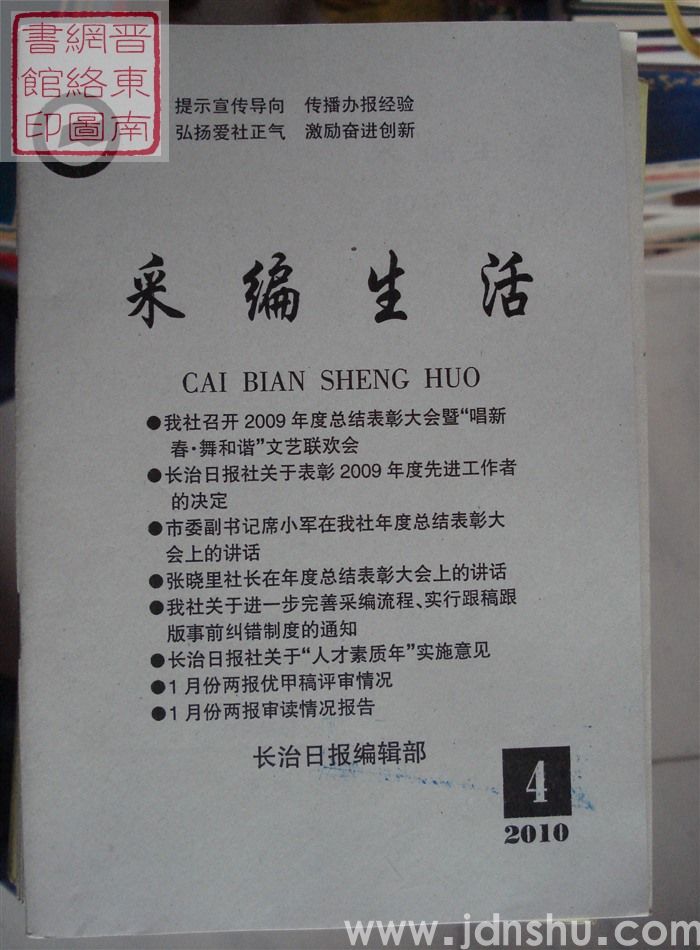 晋東南
網絡圖
書館印
提示宣传导向　传播办报经验
弘扬爱社正气　激励奋进创新
采编生活
CAI BIAN SHENG HUO
●我社召开 2009 年度总结表彰大会暨“唱新
春·舞和谐”文艺联欢会
●长治日报社关于表彰 2009 年度先进工作者
的决定
●市委副书记席小军在我社年度总结表彰大
会上的讲话
●张晓里社长在年度总结表彰大会上的讲话
●我社关于进一步完善采编流程、实行跟稿跟
版事前纠错制度的通知
●长治日报社关于“人才素质年”实施意见
●1 月份两报优甲稿评审情况
●1 月份两报审读情况报告
长治日报编辑部
4
2010
www.jdnshu.com